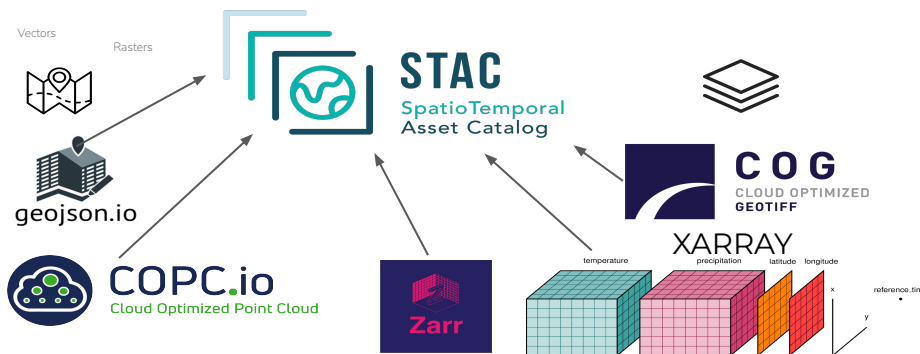 Vectors
Rasters
STAC
SpatioTemporal
Asset Catalog
geojson.io
COG
CLOUD OPTIMIZED
GEOTIFF
COPC.io
Cloud Optimized Point Cloud
Zarr
XARRAY
temperature
precipitation
latitude
longitude
x
y
reference_tim